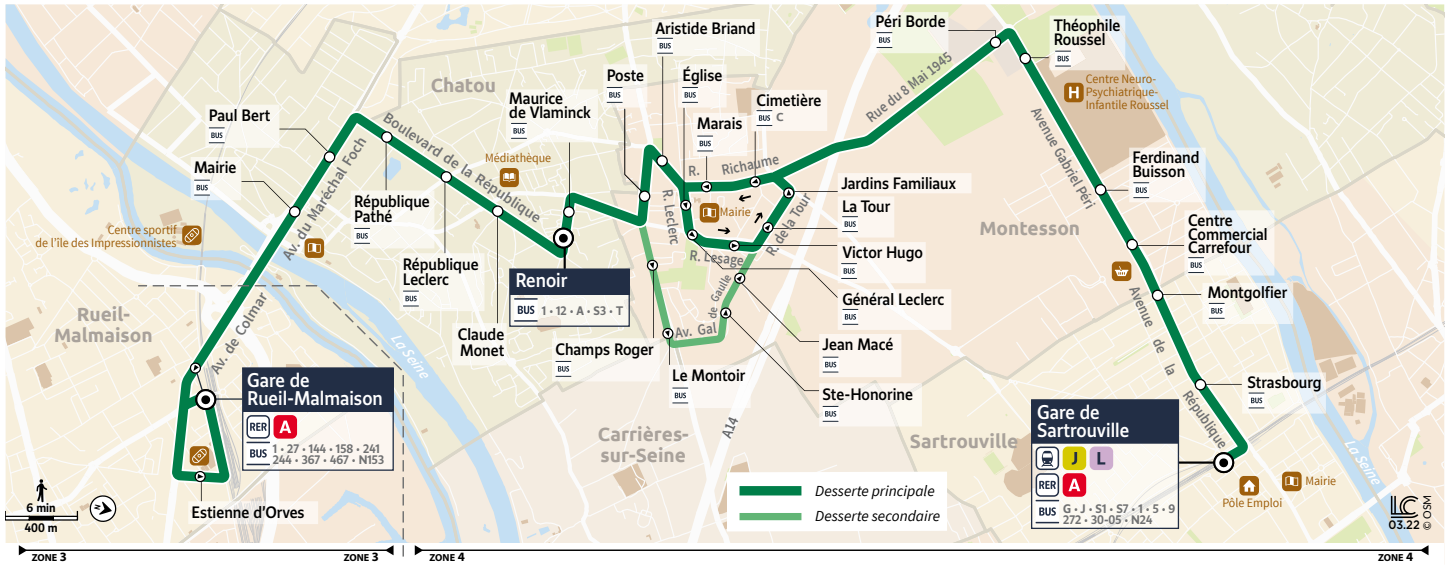 Aristide Briand
BUS
Péri Borde
BUS
Théophile
Roussel
BUS
Chatou
Poste
BUS
Église
BUS
Cimetière
BUS C
Marais
BUS
Rue du 8 Mai 1945
Centre Neuro-
Psychiatrique-
Infantile Roussel
H
Maurice
de Vlaminck
BUS
Paul Bert
BUS
Mairie
BUS
Boulevard de la République
Médiathèque
Av. du Maréchal Foch
République
Pathé
BUS
R. Richaume
Jardins Familiaux
La Tour
BUS
Victor Hugo
BUS
Général Leclerc
BUS
Jean Macé
BUS
Ste-Honorine
Mairie
R. Leclerc
R. Lesage
R. de la Tour
Av. Gal de Gaulle
Avenue Gabriel Péri
Ferdinand
Buisson
BUS
Montesson
Centre
Commercial
Carrefour
BUS
Montgolfier
BUS
Avenue de la République
Strasbourg
BUS
Centre sportif
de l'île des Impressionnistes
République
Leclerc
BUS
Claude
Monet
Renoir
BUS 1 • 12 • A • S3 • T
Champs Roger
BUS
Le Montoir
BUS
Rueil-
Malmaison
Av. de Colmar
La Seine
Gare de
Rueil-Malmaison
RER A
BUS 1 • 27 • 144 • 158 • 241
244 • 367 • 467 • N153
Estienne d'Orves
Carrières-
sur-Seine
A14
Sartrouville
Gare de
Sartrouville
J L
RER A
BUS G • J • S1 • S7 • 1 • 5 • 9
272 • 30-05 • N24
Pôle Emploi
Mairie
La Seine
Desserte principale
Desserte secondaire
6 min
400 m
LC
03.22
© OSM
ZONE 3
ZONE 3
ZONE 4
ZONE 4